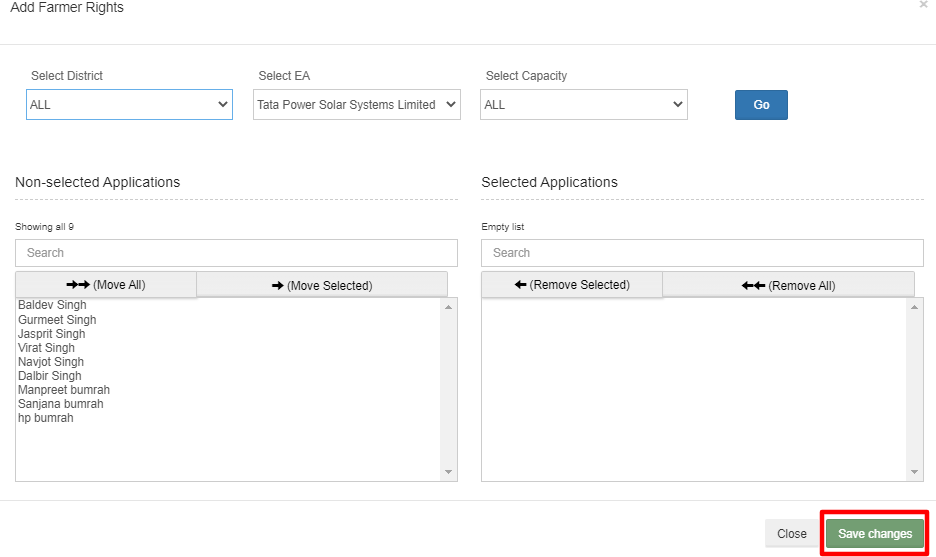 Add Farmer Rights
×
Select District
Select EA
Select Capacity
ALL
Tata Power Solar Systems Limited
ALL
Go
Non-selected Applications
Selected Applications
Showing all 9
Empty list
Search
Search
(Move All)
(Move Selected)
(Remove Selected)
(Remove All)
Baldev Singh
Gurmeet Singh
Jasprit Singh
Virat Singh
Navjot Singh
Dalbir Singh
Manpreet bumrah
Sanjana bumrah
hp bumrah
Close
Save changes